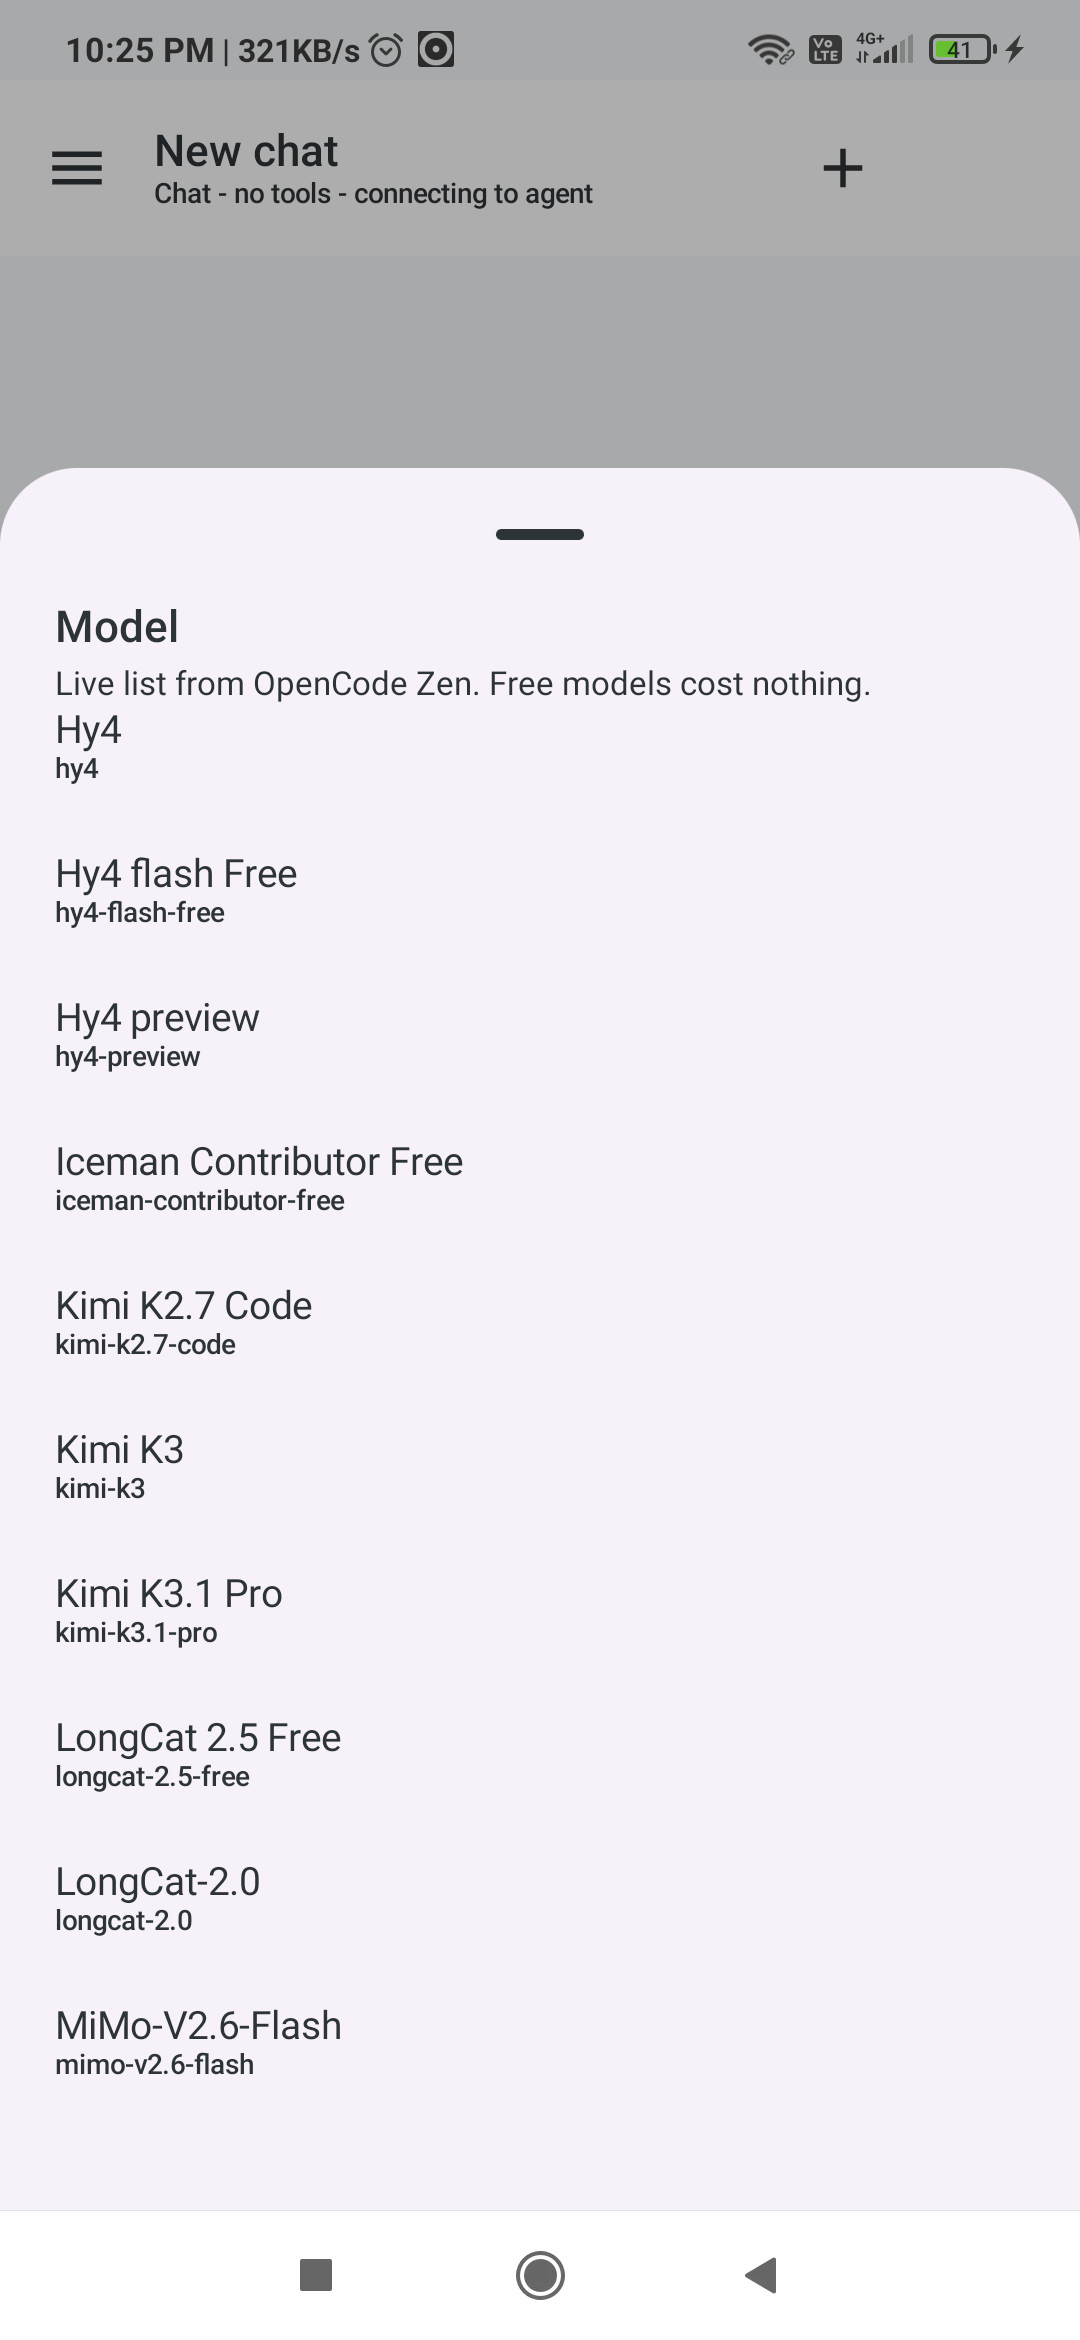 10:25 PM | 321KB/s
Vo LTE
4G+
41
New chat
Chat - no tools - connecting to agent
Model
Live list from OpenCode Zen. Free models cost nothing.
Hy4
hy4
Hy4 flash Free
hy4-flash-free
Hy4 preview
hy4-preview
Iceman Contributor Free
iceman-contributor-free
Kimi K2.7 Code
kimi-k2.7-code
Kimi K3
kimi-k3
Kimi K3.1 Pro
kimi-k3.1-pro
LongCat 2.5 Free
longcat-2.5-free
LongCat-2.0
longcat-2.0
MiMo-V2.6-Flash
mimo-v2.6-flash